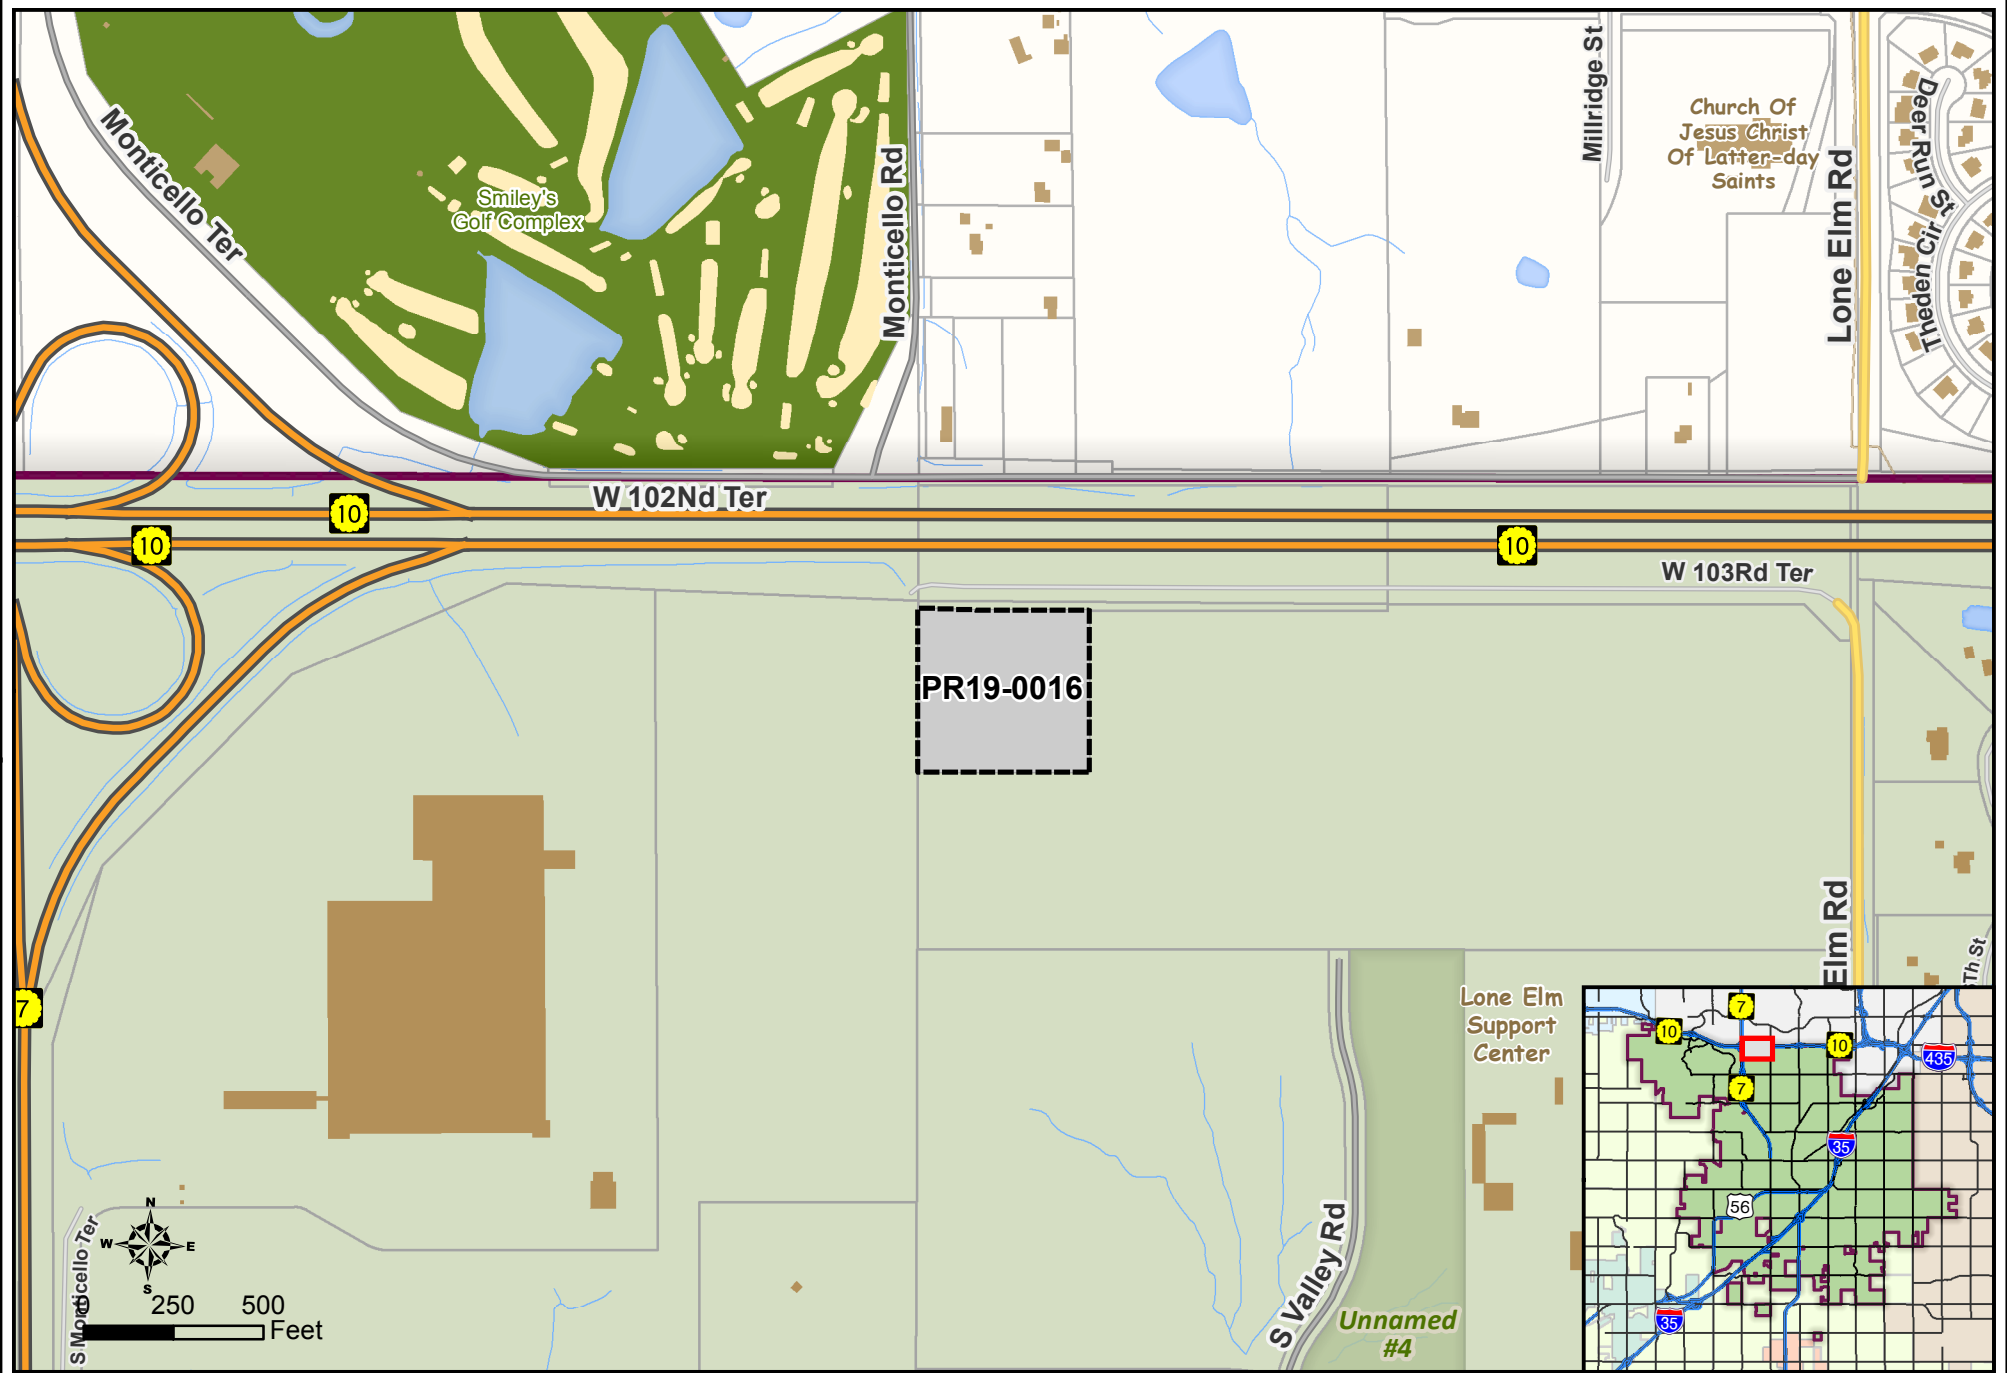 Monticello Ter
Smiley's
Golf Complex
Monticello Rd
Millridge St
Church Of
Jesus Christ
Of Latter-day
Saints
Lone Elm Rd
Deer Run St
Theden Cir
W 102Nd Ter
10
10
10
W 103Rd Ter
PR19-0016
7
Elm Rd
Th St
Lone Elm
Support
Center
S Valley Rd
Unnamed
#4
S Monticello Ter
N
W
E
S
0
250
500
Feet
7
10
10
435
7
35
56
35